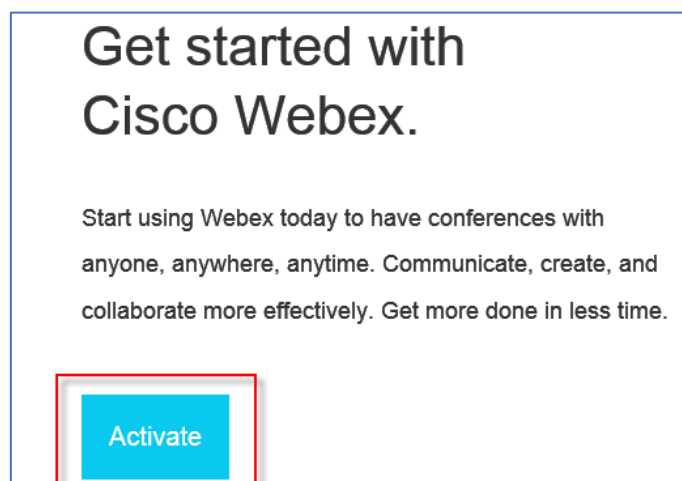 Get started with
Cisco Webex.
Start using Webex today to have conferences with
anyone, anywhere, anytime. Communicate, create, and
collaborate more effectively. Get more done in less time.
Activate